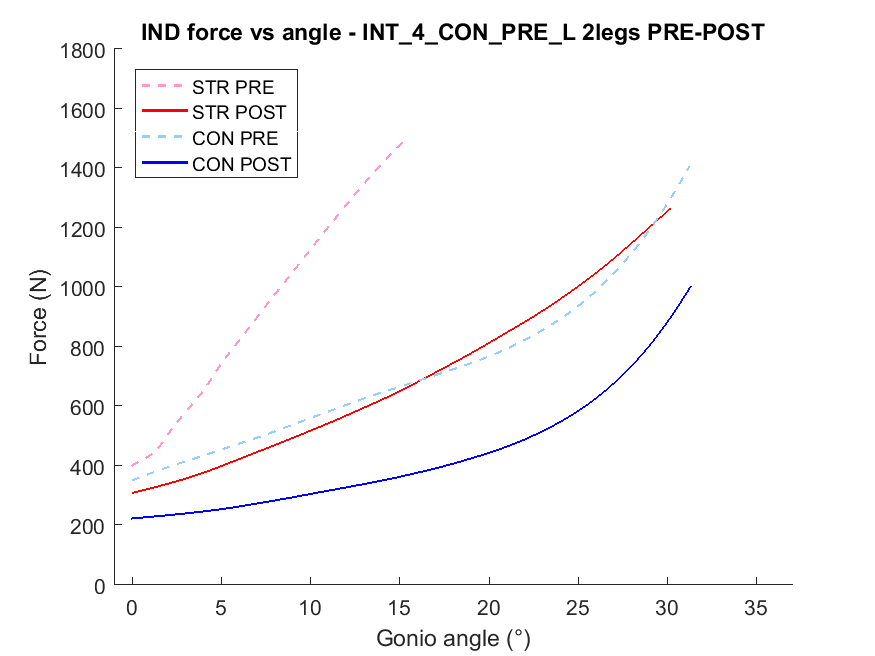 IND force vs angle - INT_4_CON_PRE_L 2legs PRE-POST
1800
1600
1400
1200
1000
800
600
400
200
0
Force (N)
STR PRE
STR POST
CON PRE
CON POST
0 5 10 15 20 25 30 35
Gonio angle (°)